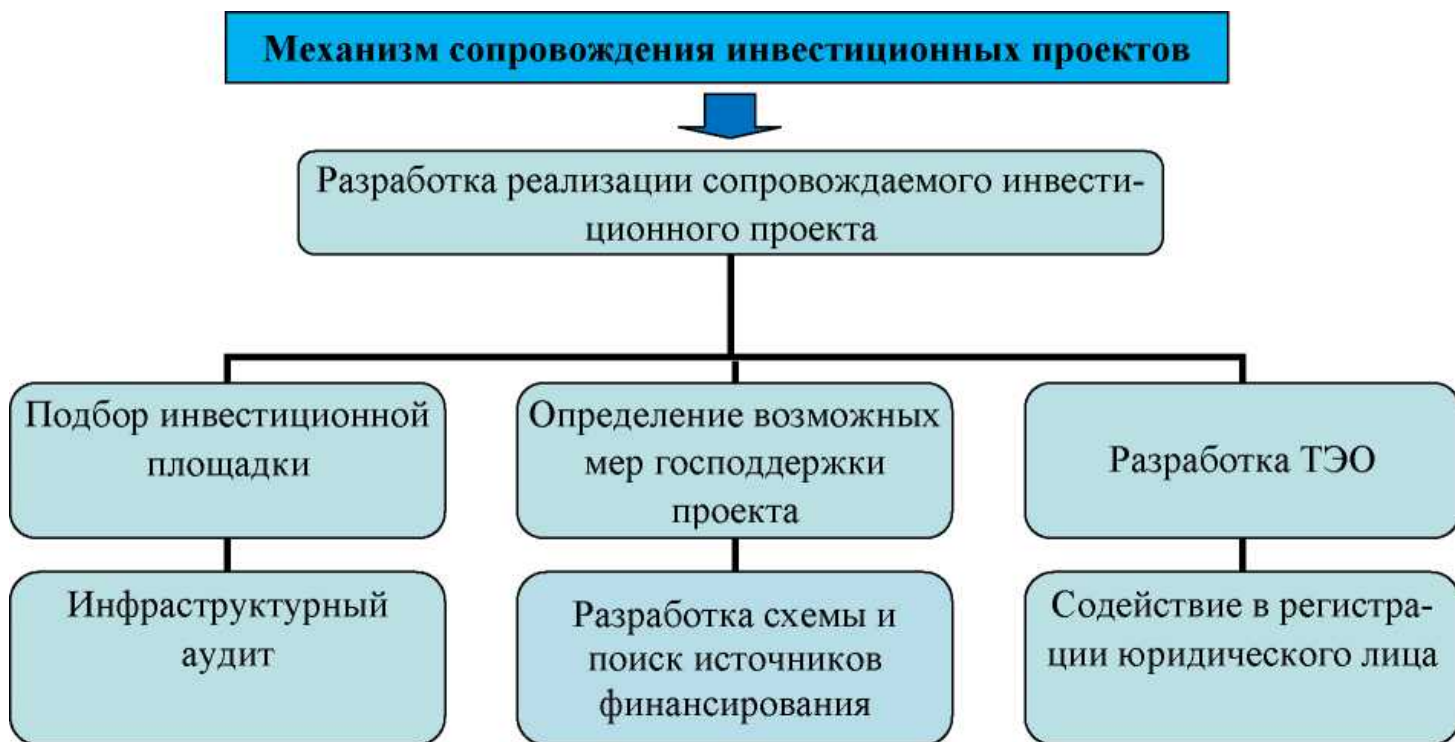 Механизм сопровождения инвестиционных проектов
Разработка реализации сопровождаемого инвести-
ционного проекта
Подбор инвестиционной
площадки
Определение возможных
мер господдержки
проекта
Разработка ТЭО
Инфраструктурный
аудит
Разработка схемы и
поиск источников
финансирования
Содействие в регистра-
ции юридического лица